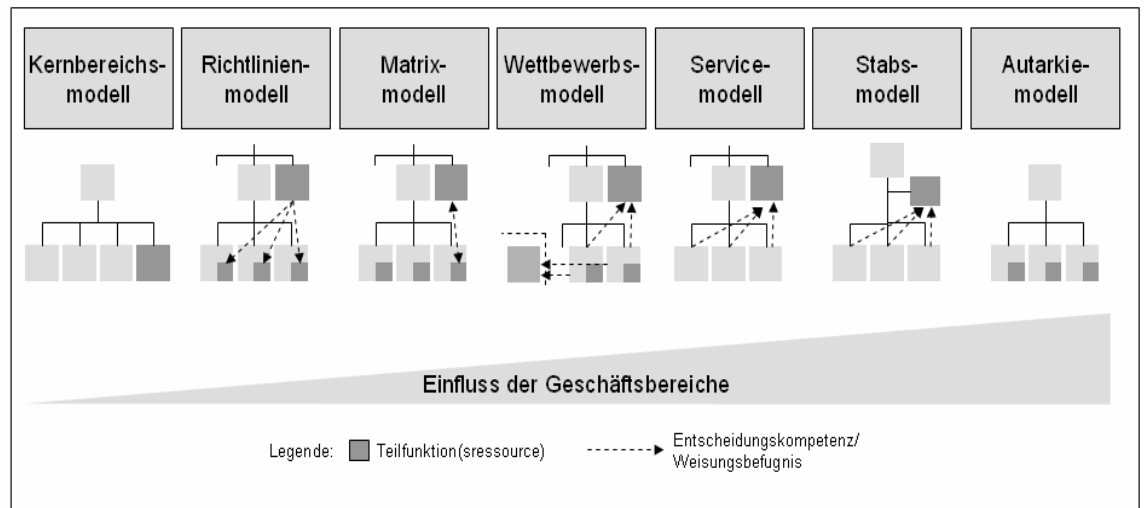 Kernbereichs-
modell
Richtlinien-
modell
Matrix-
modell
Wettbewerbs-
modell
Service-
modell
Stabs-
modell
Autarkie-
modell
Einfluss der Geschäftsbereiche
Legende:
Teilfunktion(sressource)
Entscheidungskompetenz/
Weisungsbefugnis